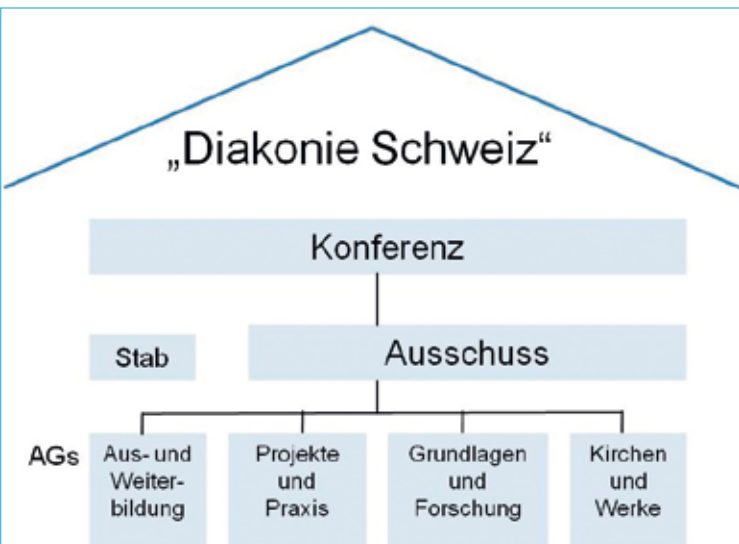 „Diakonie Schweiz“
Konferenz
Stab
Ausschuss
AGs
Aus- und
Weiter-
bildung
Projekte
und
Praxis
Grundlagen
und
Forschung
Kirchen
und
Werke